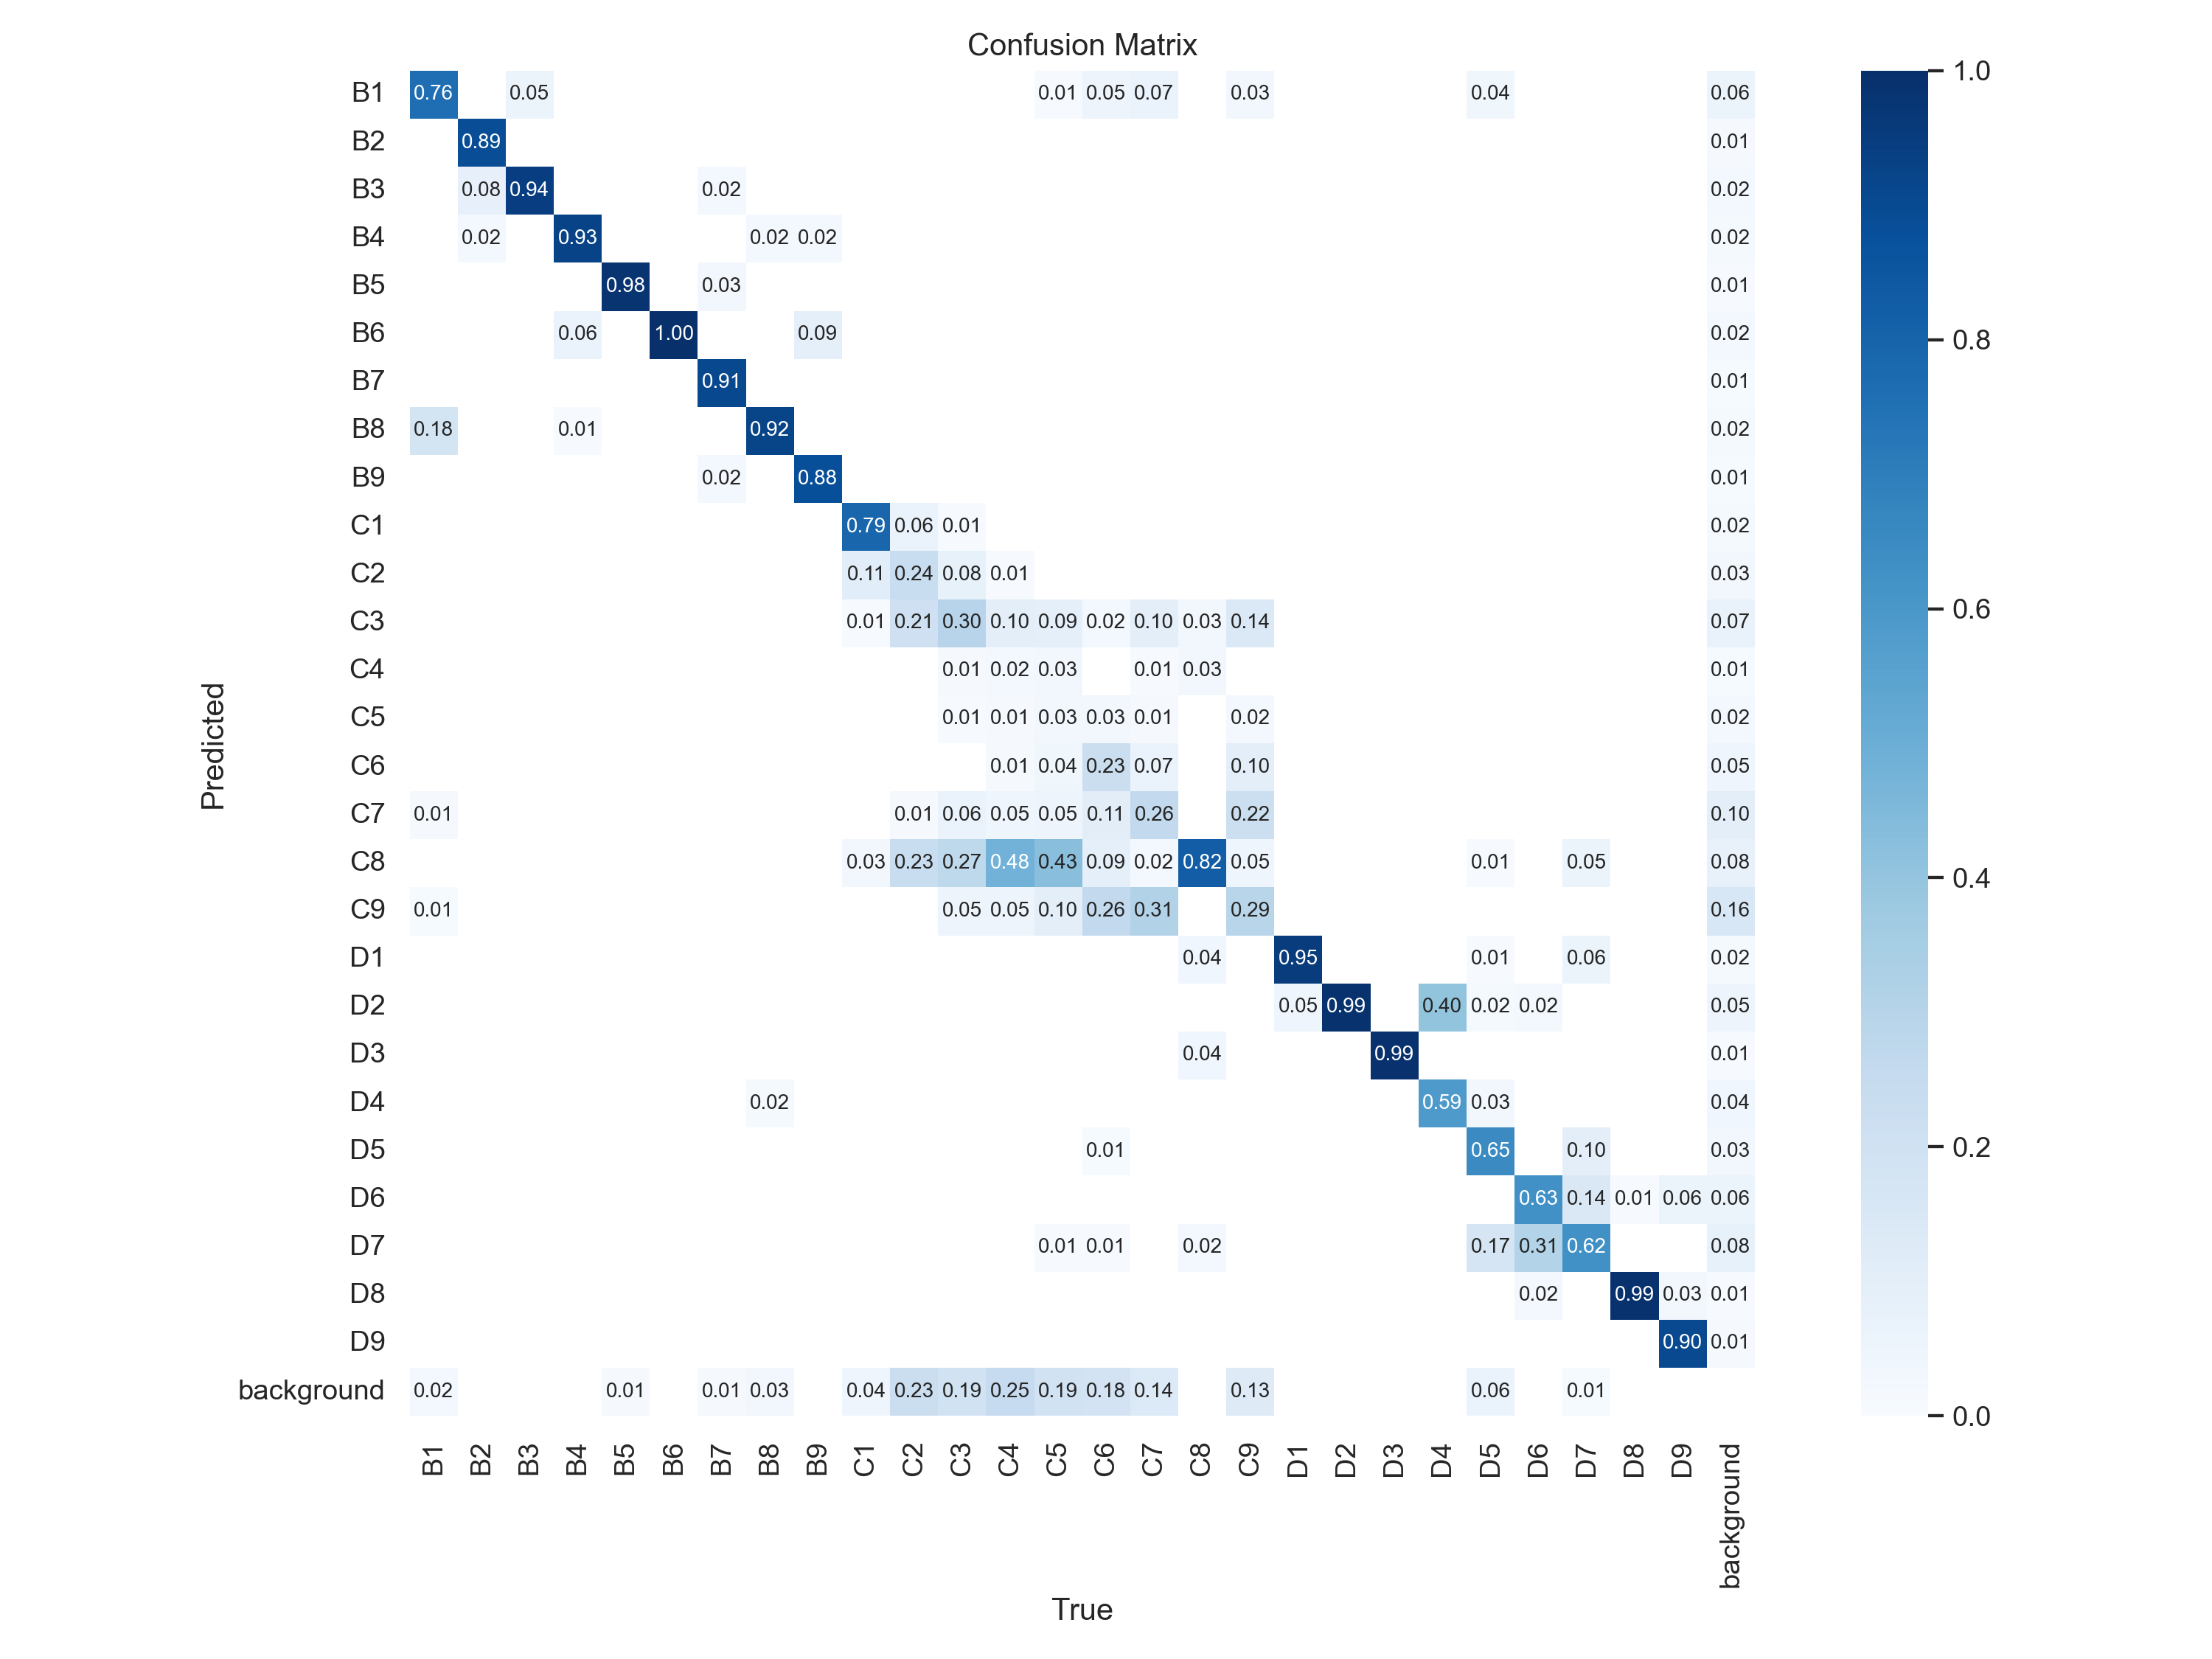 Confusion Matrix
B1 0.76 0.05 0.01 0.05 0.07 0.03 0.04 0.06 1.0
B2 0.89 0.01
B3 0.08 0.94 0.02 0.02
B4 0.02 0.93 0.02 0.02 0.02
B5 0.98 0.03 0.01
B6 0.06 1.00 0.09 0.02 0.8
B7 0.91 0.01
B8 0.18 0.01 0.92 0.02
B9 0.02 0.88 0.01
C1 0.79 0.06 0.01 0.02
C2 0.11 0.24 0.08 0.01 0.03
C3 0.01 0.21 0.30 0.10 0.09 0.02 0.10 0.03 0.14 0.07 0.6
C4 0.01 0.02 0.03 0.01 0.03 0.01
C5 0.01 0.01 0.03 0.03 0.01 0.02 0.02
Predicted
C6 0.01 0.04 0.23 0.07 0.10 0.05
C7 0.01 0.01 0.06 0.05 0.05 0.11 0.26 0.22 0.10
C8 0.03 0.23 0.27 0.48 0.43 0.09 0.02 0.82 0.05 0.01 0.05 0.08 0.4
C9 0.01 0.05 0.05 0.10 0.26 0.31 0.29 0.16
D1 0.04 0.95 0.01 0.06 0.02
D2 0.05 0.99 0.40 0.02 0.02 0.05
D3 0.04 0.99 0.01
D4 0.02 0.59 0.03 0.04
D5 0.01 0.65 0.10 0.03 0.2
D6 0.63 0.14 0.01 0.06 0.06
D7 0.01 0.01 0.02 0.17 0.31 0.62 0.08
D8 0.02 0.99 0.03 0.01
D9 0.90 0.01
background 0.02 0.01 0.01 0.03 0.04 0.23 0.19 0.25 0.19 0.18 0.14 0.13 0.06 0.01 0.0
B1 B2 B3 B4 B5 B6 B7 B8 B9 C1 C2 C3 C4 C5 C6 C7 C8 C9 D1 D2 D3 D4 D5 D6 D7 D8 D9 background
True